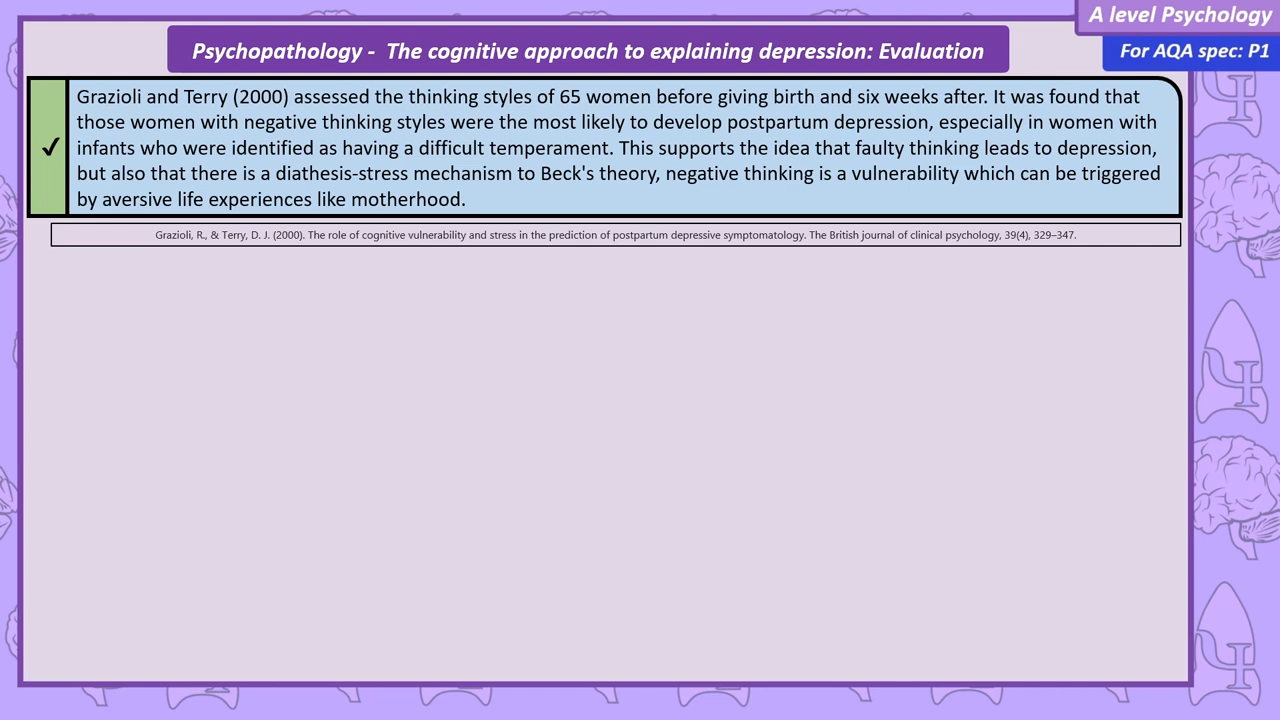 A level Psychology
Psychopathology - The cognitive approach to explaining depression: Evaluation
For AQA spec: P1
Grazioli and Terry (2000) assessed the thinking styles of 65 women before giving birth and six weeks after. It was found that
those women with negative thinking styles were the most likely to develop postpartum depression, especially in women with
infants who were identified as having a difficult temperament. This supports the idea that faulty thinking leads to depression,
but also that there is a diathesis-stress mechanism to Beck's theory, negative thinking is a vulnerability which can be triggered
by aversive life experiences like motherhood.
Grazioli, R., & Terry, D. J. (2000). The role of cognitive vulnerability and stress in the prediction of postpartum depressive symptomatology. The British journal of clinical psychology, 39(4), 329–347.